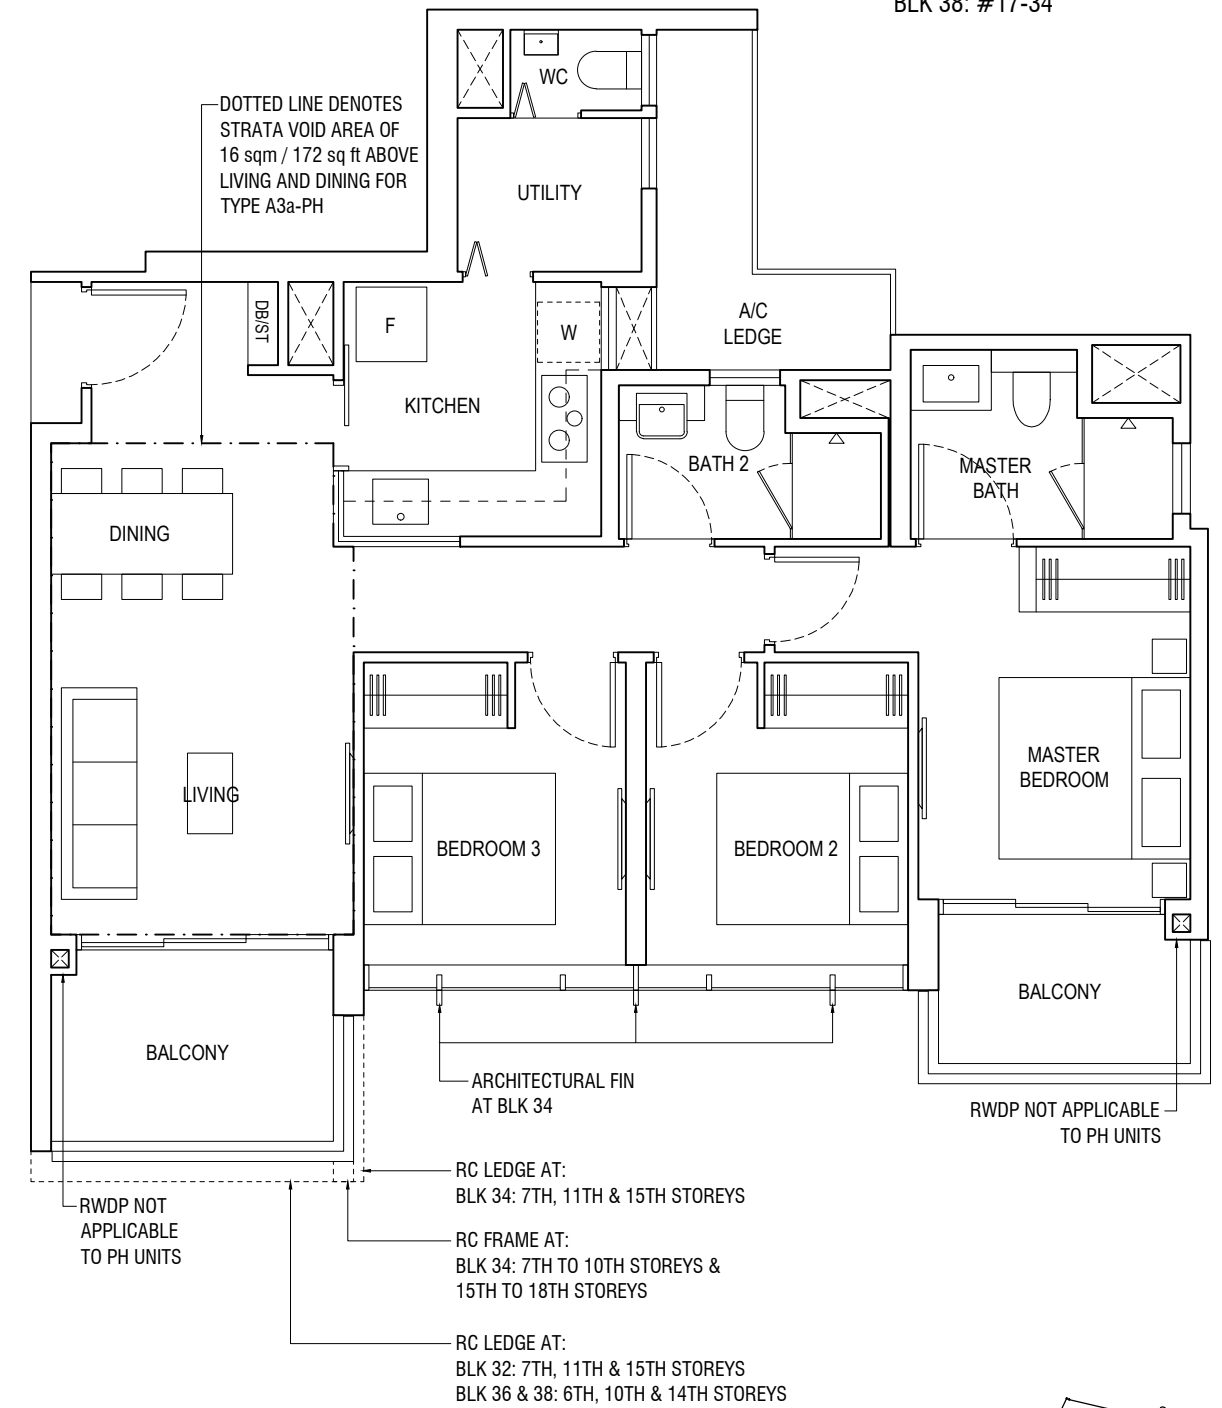 BLK 38: #17-34
DOTTED LINE DENOTES
STRATA VOID AREA OF
16 sqm / 172 sq ft ABOVE
LIVING AND DINING FOR
TYPE A3a-PH
WC
UTILITY
DB/ST
F
W
A/C
LEDGE
KITCHEN
BATH 2
MASTER
BATH
DINING
LIVING
MASTER
BEDROOM
BEDROOM 3
BEDROOM 2
BALCONY
BALCONY
ARCHITECTURAL FIN
AT BLK 34
RWDP NOT APPLICABLE
TO PH UNITS
RC LEDGE AT:
BLK 34: 7TH, 11TH & 15TH STOREYS
RWDP NOT
APPLICABLE
TO PH UNITS
RC FRAME AT:
BLK 34: 7TH TO 10TH STOREYS &
15TH TO 18TH STOREYS
RC LEDGE AT:
BLK 32: 7TH, 11TH & 15TH STOREYS
BLK 36 & 38: 6TH, 10TH & 14TH STOREYS